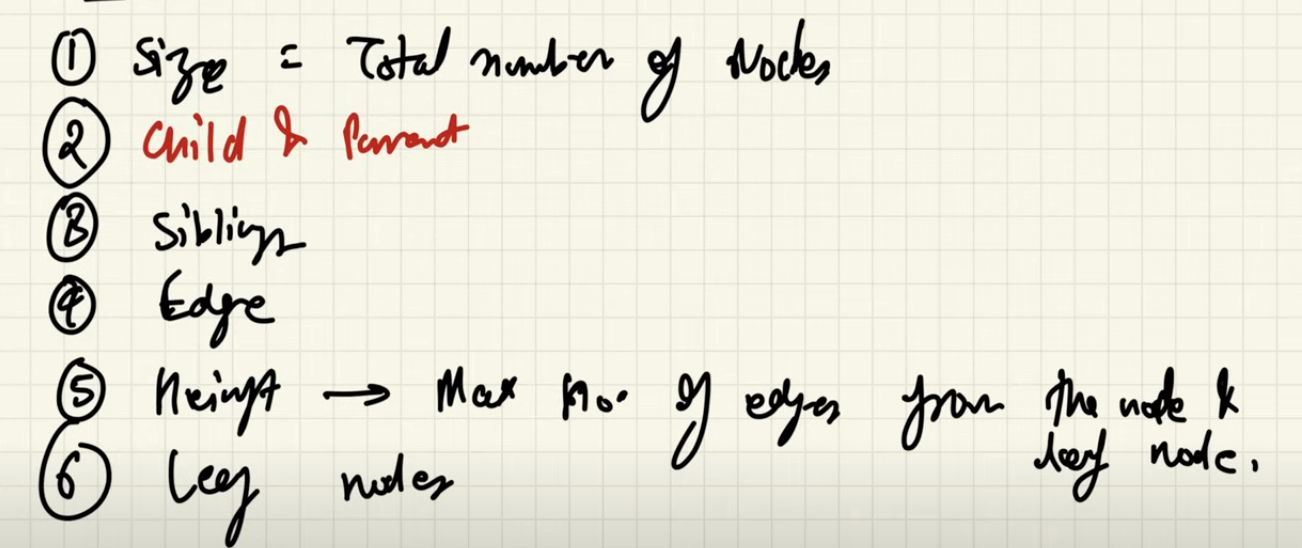 ① Size = Total number of Nodes
② Child & Parent
③ Siblings
④ Edge
⑤ Height → Max no. of edges from the node &
leaf node.
⑥ Leaf nodes